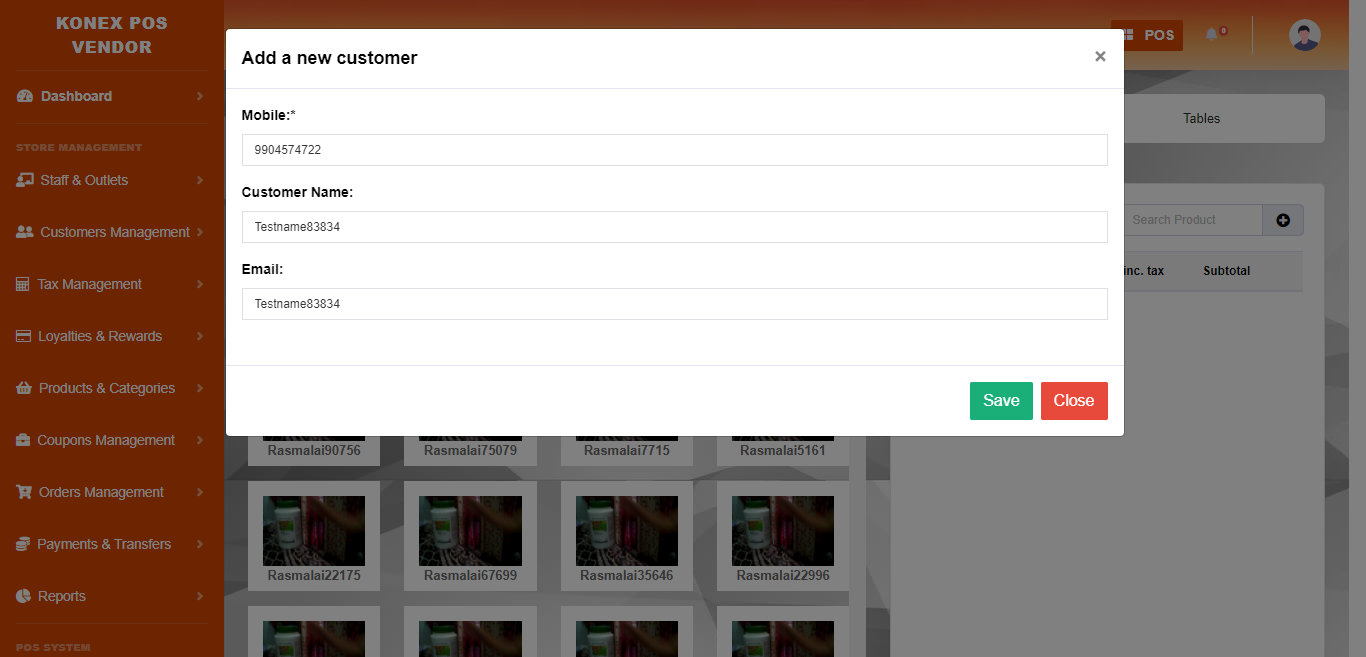 KONEX POS
VENDOR
Dashboard
STORE MANAGEMENT
Staff & Outlets
Customers Management
Tax Management
Loyalties & Rewards
Products & Categories
Coupons Management
Orders Management
Payments & Transfers
Reports
POS SYSTEM
POS
0
Tables
Add a new customer
×
Mobile:*
9904574722
Customer Name:
Testname83834
Email:
Testname83834
Save
Close
Search Product
inc. tax
Subtotal
Rasmalai90756
Rasmalai75079
Rasmalai7715
Rasmalai5161
Rasmalai22175
Rasmalai67699
Rasmalai35646
Rasmalai22996